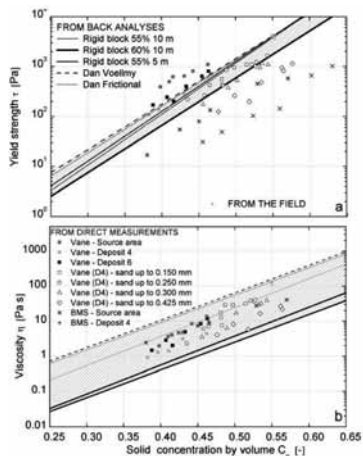 FROM BACK ANALYSES
Rigid block 55% 10 m
Rigid block 60% 10 m
Rigid block 55% 5 m
Dan Voellmy
Dan Frictional
Yield strength [Pa]
10⁴
10³
10²
10¹
10⁰
FROM THE FIELD
a
FROM DIRECT MEASUREMENTS
Vane - Source area
Vane - Deposit 4
Vane - Deposit 6
Vane (D4) - sand up to 0.150 mm
Vane (D4) - sand up to 0.250 mm
Vane (D4) - sand up to 0.300 mm
Vane (D4) - sand up to 0.425 mm
BMS - Source area
BMS - Deposit 4
Viscosity η [Pa s]
1000
100
10
1
0.1
0.01
b
0.25 0.30 0.35 0.40 0.45 0.50 0.55 0.60 0.65
Solid concentration by volume C [-]